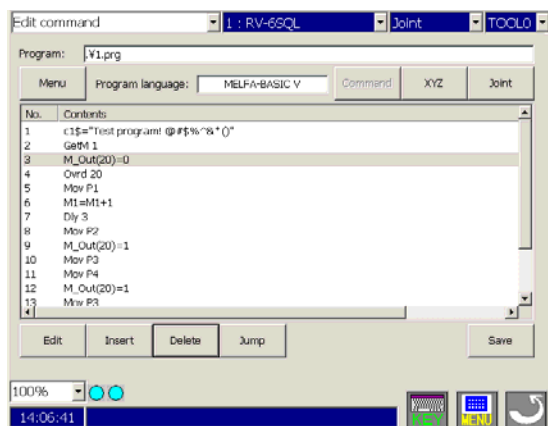 Edit command 1 : RV-6SQL Joint TOOL0
Program: .¥1.prg
Menu Program language: MELFA-BASIC V Command XYZ Joint
No. Contents
1 c1$="Test program! @#$%^&*()"
2 GetM 1
3 M_Out(20)=0
4 Ovrd 20
5 Mov P1
6 M1=M1+1
7 Dly 3
8 Mov P2
9 M_Out(20)=1
10 Mov P3
11 Mov P4
12 M_Out(20)=1
13 Mov P3
Edit Insert Delete Jump Save
100%
KEY MENU
14:06:41